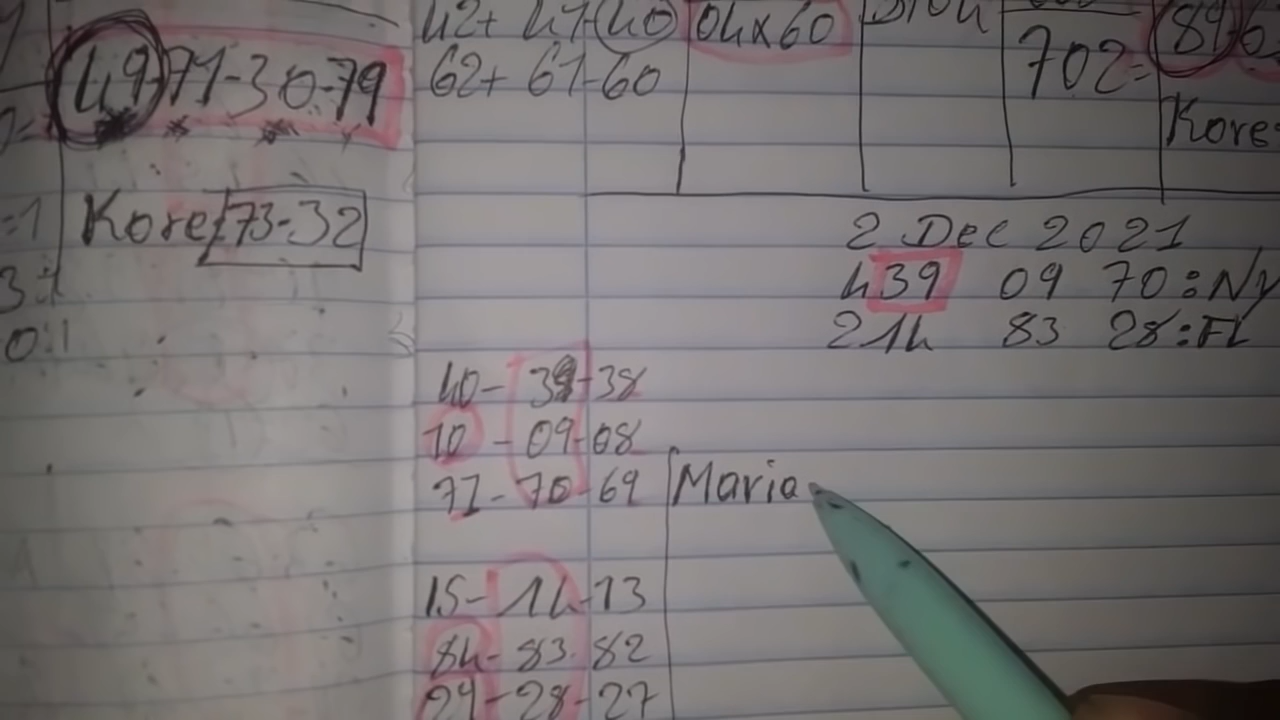 49-71-30-79
Kore 73-32
42+ 41-40
62+ 61-60
04x60
702=
Kore
2 Dec 2021
439 09 70:NY
214 83 28:FL
40-39-38
10-09-08
71-70-69
Maria
15-14-13
84-83-82
29-28-27